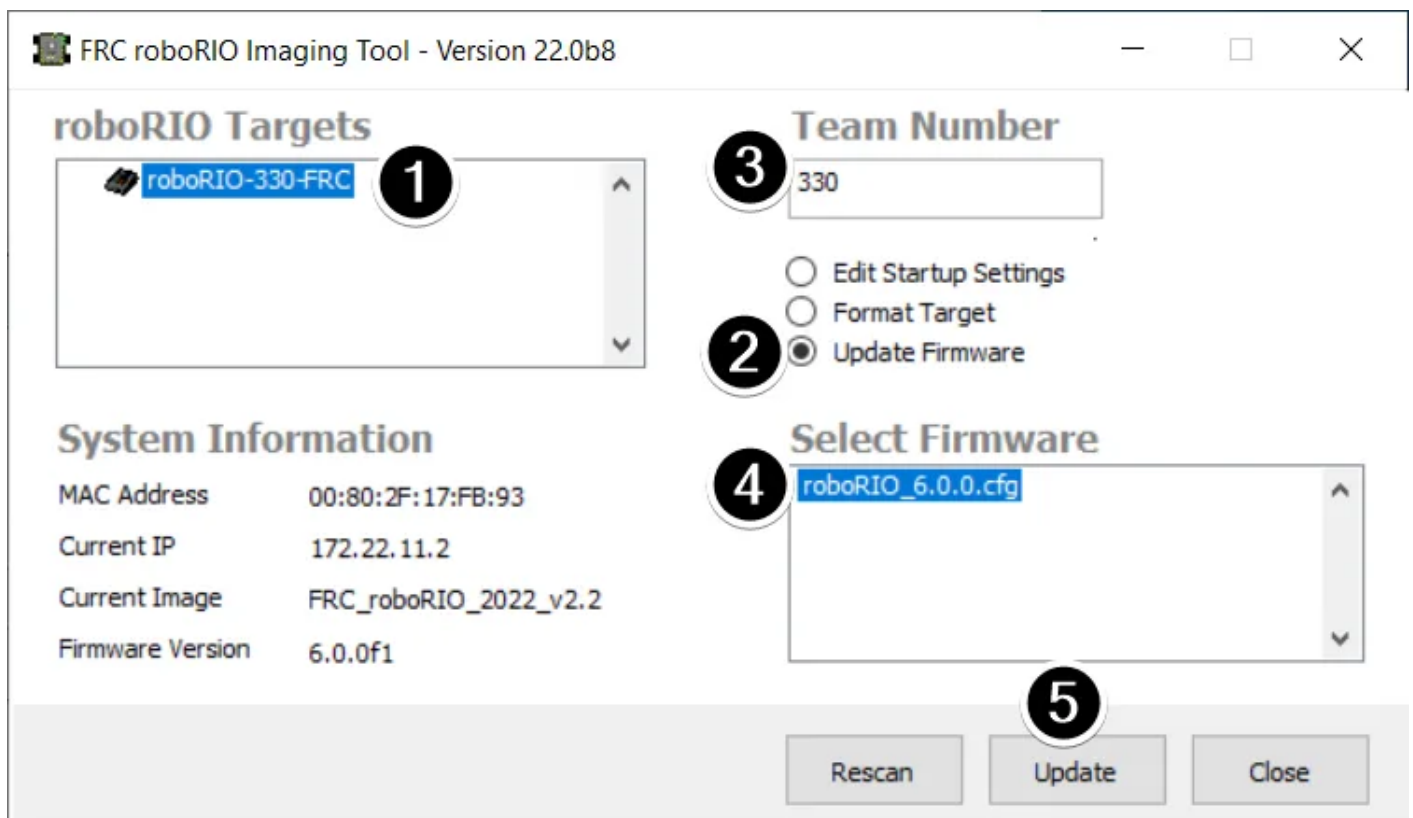 FRC roboRIO Imaging Tool - Version 22.0b8
roboRIO Targets
roboRIO-330-FRC
1
Team Number
3
330
Edit Startup Settings
Format Target
2
Update Firmware
System Information
MAC Address 00:80:2F:17:FB:93
Current IP 172.22.11.2
Current Image FRC_roboRIO_2022_v2.2
Firmware Version 6.0.0f1
Select Firmware
4
roboRIO_6.0.0.cfg
5
Rescan Update Close